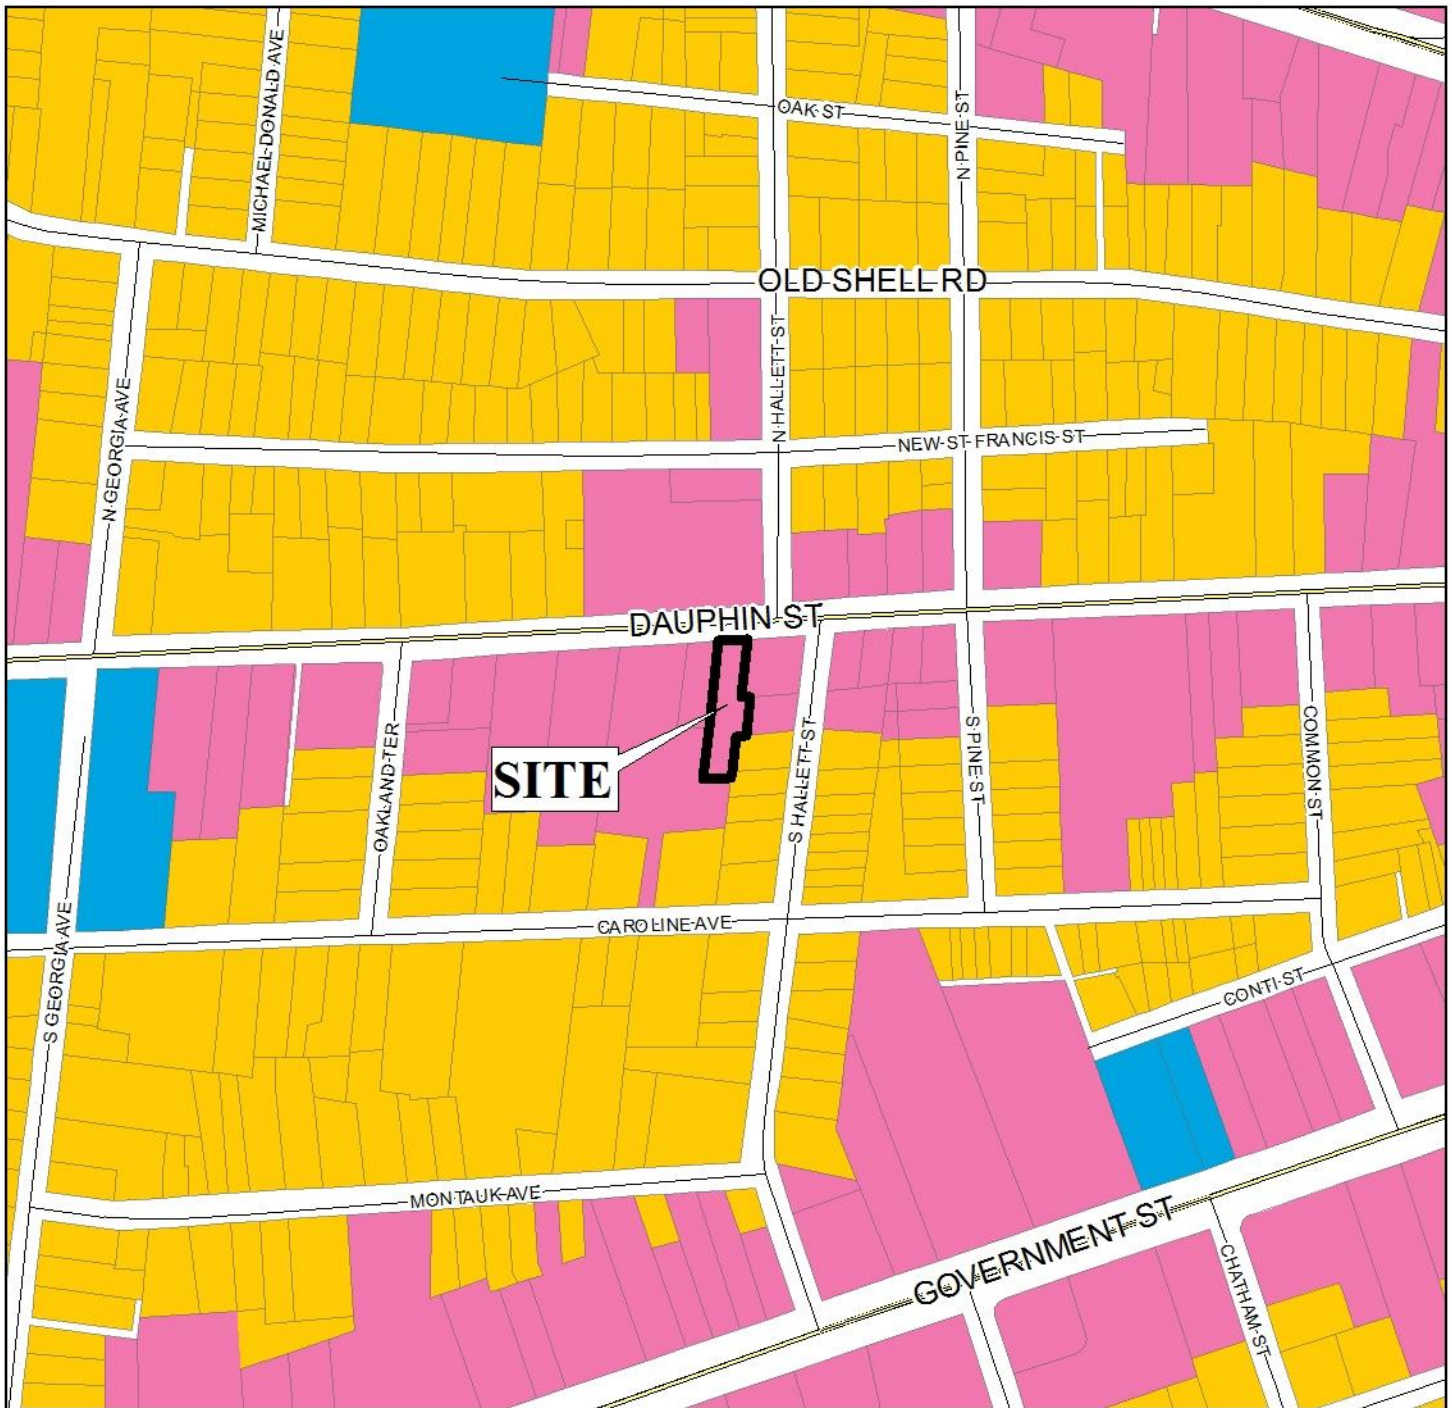 MICHAEL DONALD AVE
OAK ST
N PINE ST
OLD SHELL RD
N HALLETT ST
N GEORGIA AVE
NEW ST FRANCIS ST
DAUPHIN ST
SITE
OAKLAND TER
S HALLETT ST
S PINE ST
COMMON ST
S GEORGIA AVE
CAROLINE AVE
CONTI ST
MONTAUK AVE
GOVERNMENT ST
CHATHAM ST